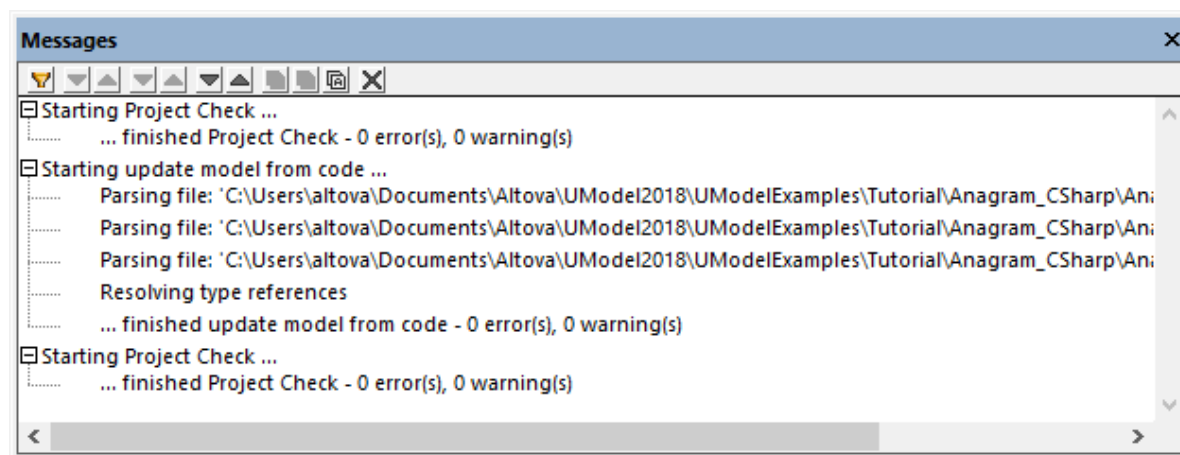 Messages
Starting Project Check ...
... finished Project Check - 0 error(s), 0 warning(s)
Starting update model from code ...
Parsing file: 'C:\Users\altova\Documents\Altova\UModel2018\UModelExamples\Tutorial\Anagram_CSharp\Ana
Parsing file: 'C:\Users\altova\Documents\Altova\UModel2018\UModelExamples\Tutorial\Anagram_CSharp\Ana
Parsing file: 'C:\Users\altova\Documents\Altova\UModel2018\UModelExamples\Tutorial\Anagram_CSharp\Ana
Resolving type references
... finished update model from code - 0 error(s), 0 warning(s)
Starting Project Check ...
... finished Project Check - 0 error(s), 0 warning(s)